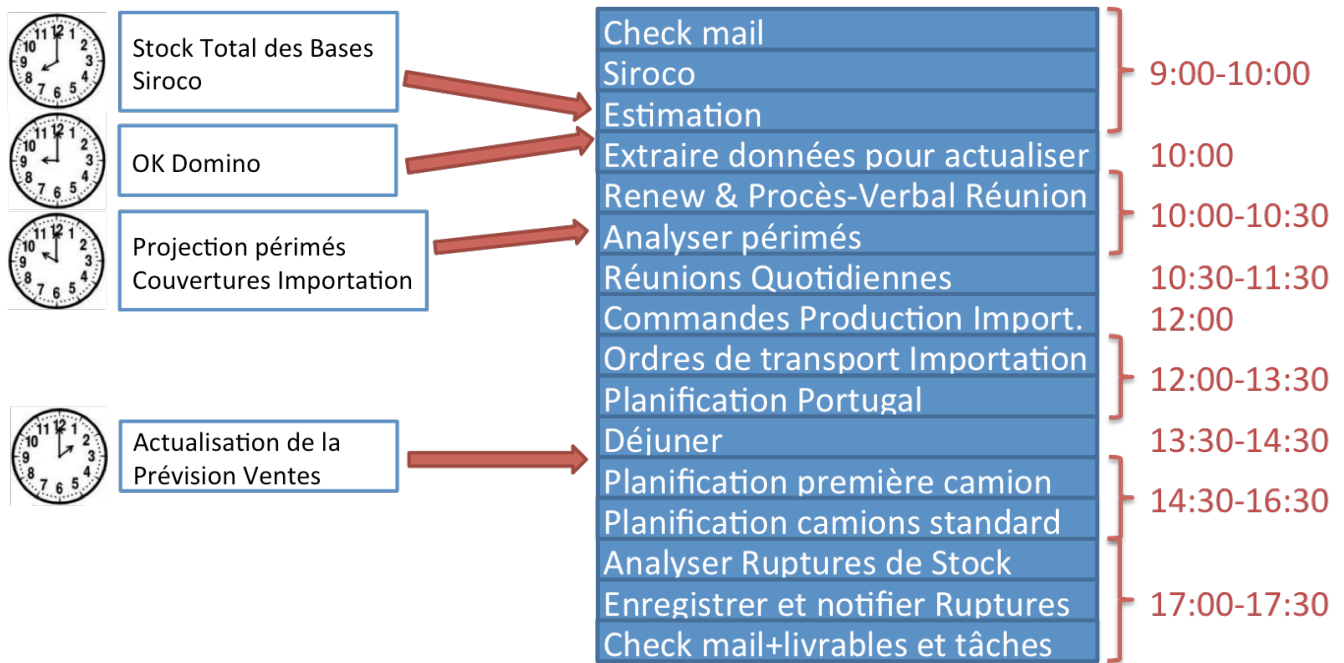 Stock Total des Bases
Siroco
OK Domino
Projection périmés
Couvertures Importation
Actualisation de la
Prévision Ventes
Check mail
Siroco
Estimation
Extraire données pour actualiser
Renew & Procès-Verbal Réunion
Analyser périmés
Réunions Quotidiennes
Commandes Production Import.
Ordres de transport Importation
Planification Portugal
Déjuner
Planification première camion
Planification camions standard
Analyser Ruptures de Stock
Enregistrer et notifier Ruptures
Check mail+livrables et tâches
9:00-10:00
10:00
10:00-10:30
10:30-11:30
12:00
12:00-13:30
13:30-14:30
14:30-16:30
17:00-17:30